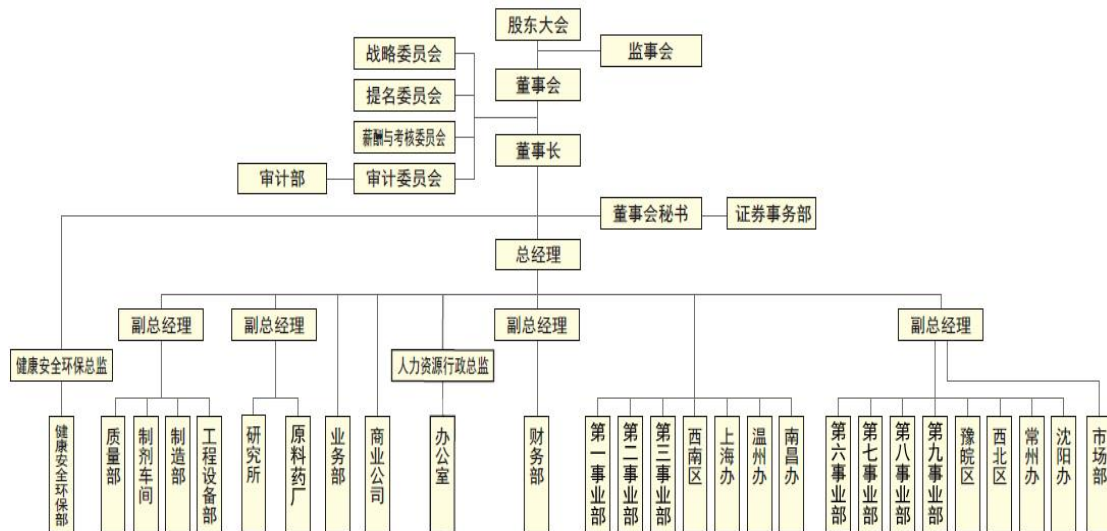 股东大会
监事会
战略委员会
董事会
提名委员会
薪酬与考核委员会
董事长
审计部
审计委员会
董事会秘书
证券事务部
总经理
副总经理
副总经理
副总经理
副总经理
健康安全环保总监
人力资源行政总监
健康安全环保部
质量部
制剂车间
制造部
工程设备部
研究所
原料药厂
业务部
商业公司
办公室
财务部
第一事业部
第二事业部
第三事业部
西南区
上海办
温州办
南昌办
第六事业部
第七事业部
第八事业部
第九事业部
豫皖区
西北区
常州办
沈阳办
市场部